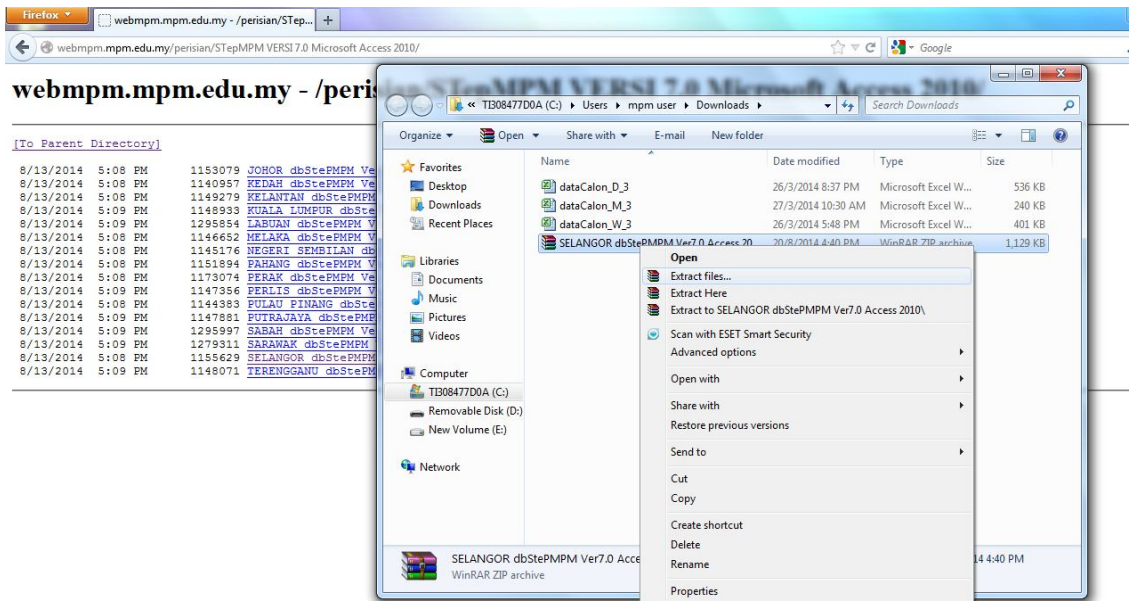 Firefox
webmpm.mpm.edu.my - /perisian/STep...
webmpm.mpm.edu.my/perisian/STepMPM VERSI 7.0 Microsoft Access 2010/
Google
webmpm.mpm.edu.my - /perisian/STepMPM VERSI 7.0 Microsoft Access 2010/
[To Parent Directory]
8/13/2014 5:08 PM 1153079 JOHOR dbStePMPM Ve
8/13/2014 5:08 PM 1140957 KEDAH dbStePMPM Ve
8/13/2014 5:08 PM 1149279 KELANTAN dbStePMPM
8/13/2014 5:08 PM 1148933 KUALA LUMPUR dbSte
8/13/2014 5:09 PM 1295854 LABUAN dbStePMPM V
8/13/2014 5:08 PM 1146652 MELAKA dbStePMPM V
8/13/2014 5:08 PM 1145176 NEGERI SEMBILAN db
8/13/2014 5:08 PM 1151894 PAHANG dbStePMPM V
8/13/2014 5:08 PM 1173074 PERAK dbStePMPM Ve
8/13/2014 5:09 PM 1147356 PERLIS dbStePMPM V
8/13/2014 5:08 PM 1144383 PULAU PINANG dbSte
8/13/2014 5:09 PM 1147881 PUTRAJAYA dbStePMP
8/13/2014 5:09 PM 1295997 SABAH dbStePMPM Ve
8/13/2014 5:08 PM 1279311 SARAWAK dbStePMPM
8/13/2014 5:08 PM 1155629 SELANGOR dbStePMPM
8/13/2014 5:09 PM 1148071 TERENGGANU dbStePM
« TI308477D0A (C:) Users mpm user Downloads
Search Downloads
Organize Open Share with E-mail New folder
Favorites
Desktop
Downloads
Recent Places
Libraries
Documents
Music
Pictures
Videos
Computer
TI308477D0A (C:)
Removable Disk (D:)
New Volume (E:)
Network
Name Date modified Type Size
dataCalon_D_3 26/3/2014 8:37 PM Microsoft Excel W... 536 KB
dataCalon_M_3 27/3/2014 10:30 AM Microsoft Excel W... 240 KB
dataCalon_W_3 26/3/2014 5:48 PM Microsoft Excel W... 401 KB
SELANGOR dbStePMPM Ver7.0 Access 20... 20/8/2014 4:40 PM WinRAR ZIP archive 1,129 KB
Open
Extract files...
Extract Here
Extract to SELANGOR dbStePMPM Ver7.0 Access 2010\
Scan with ESET Smart Security
Advanced options
Open with
Share with
Restore previous versions
Send to
Cut
Copy
Create shortcut
Delete
Rename
Properties
SELANGOR dbStePMPM Ver7.0 Acce
WinRAR ZIP archive
14 4:40 PM